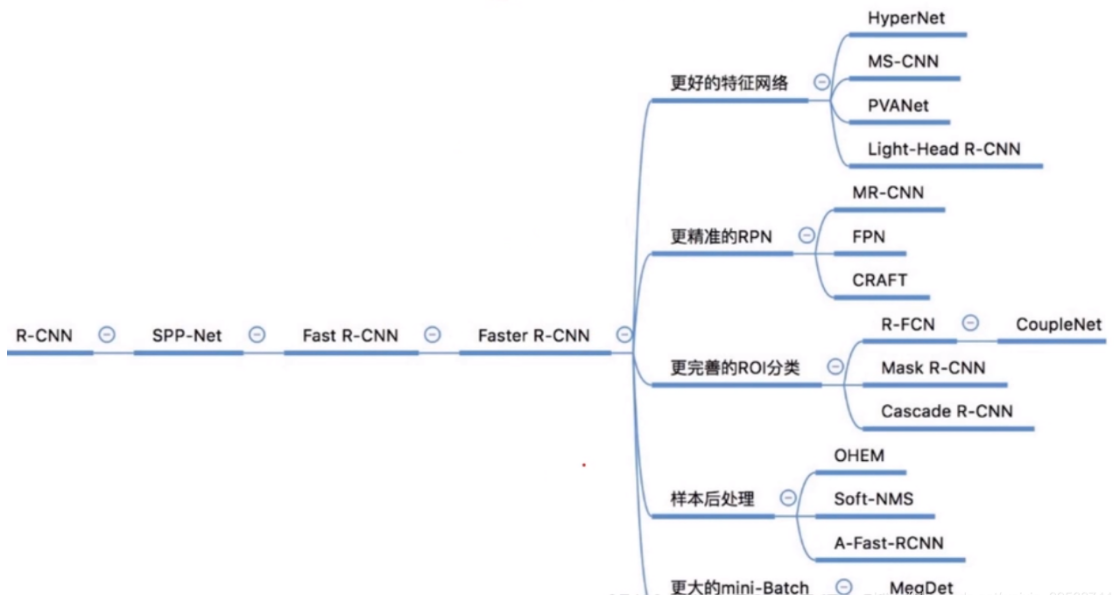 R-CNN
SPP-Net
Fast R-CNN
Faster R-CNN
更好的特征网络
HyperNet
MS-CNN
PVANet
Light-Head R-CNN
更精准的RPN
MR-CNN
FPN
CRAFT
更完善的ROI分类
R-FCN
CoupleNet
Mask R-CNN
Cascade R-CNN
样本后处理
OHEM
Soft-NMS
A-Fast-RCNN
更大的mini-Batch
MegDet